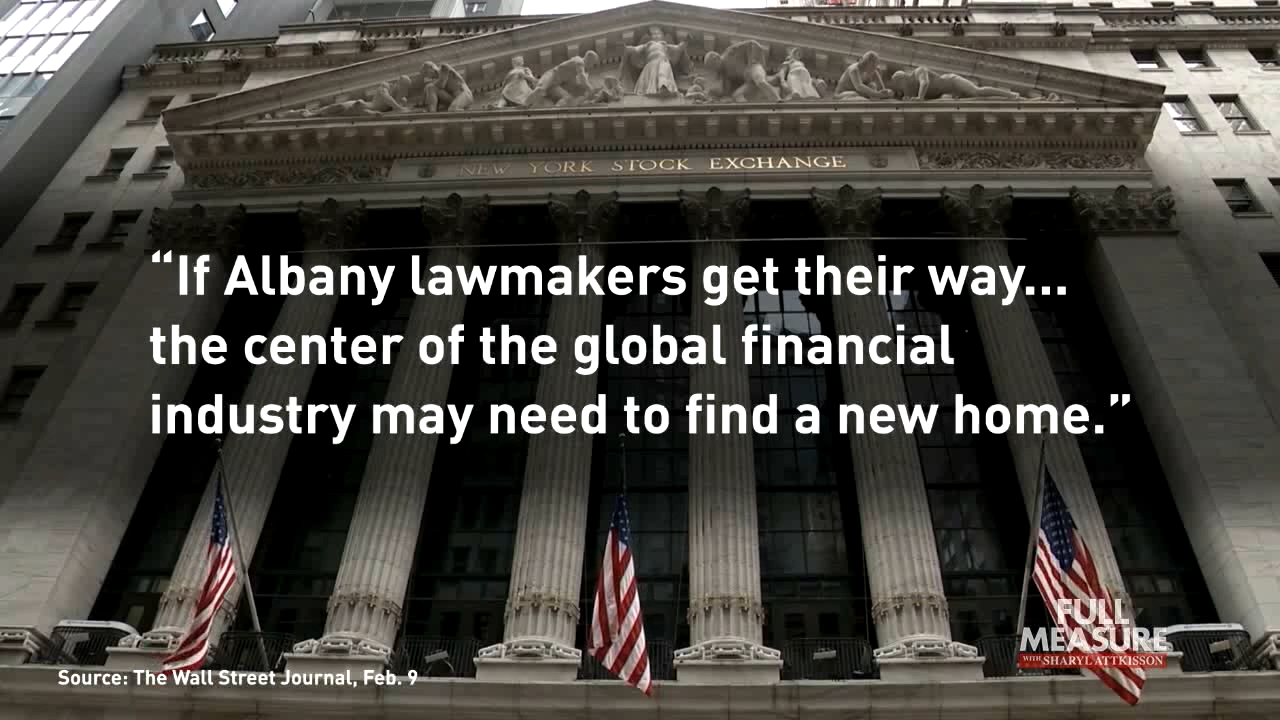 NEW YORK STOCK EXCHANGE
“If Albany lawmakers get their way...
the center of the global financial
industry may need to find a new home.”
FULL
MEASURE
WITH SHARYL ATTKISSON
Source: The Wall Street Journal, Feb. 9